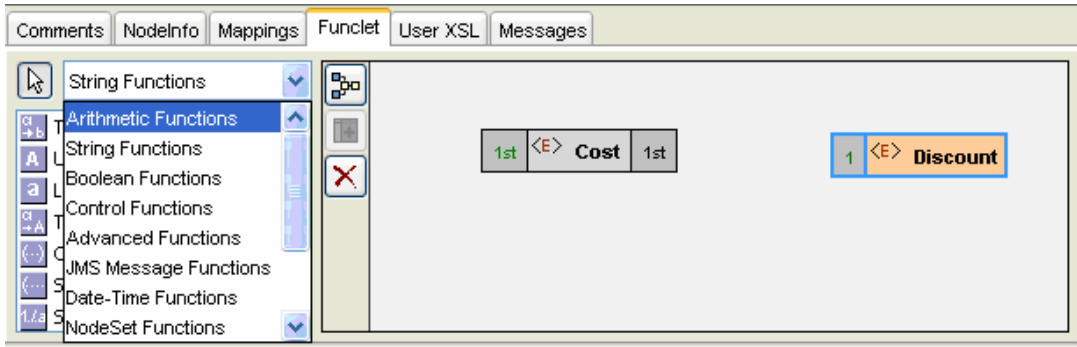 Comments NodeInfo Mappings Funclet User XSL Messages
String Functions
Arithmetic Functions
String Functions
Boolean Functions
Control Functions
Advanced Functions
JMS Message Functions
Date-Time Functions
NodeSet Functions
1st <E> Cost 1st
1 <E> Discount